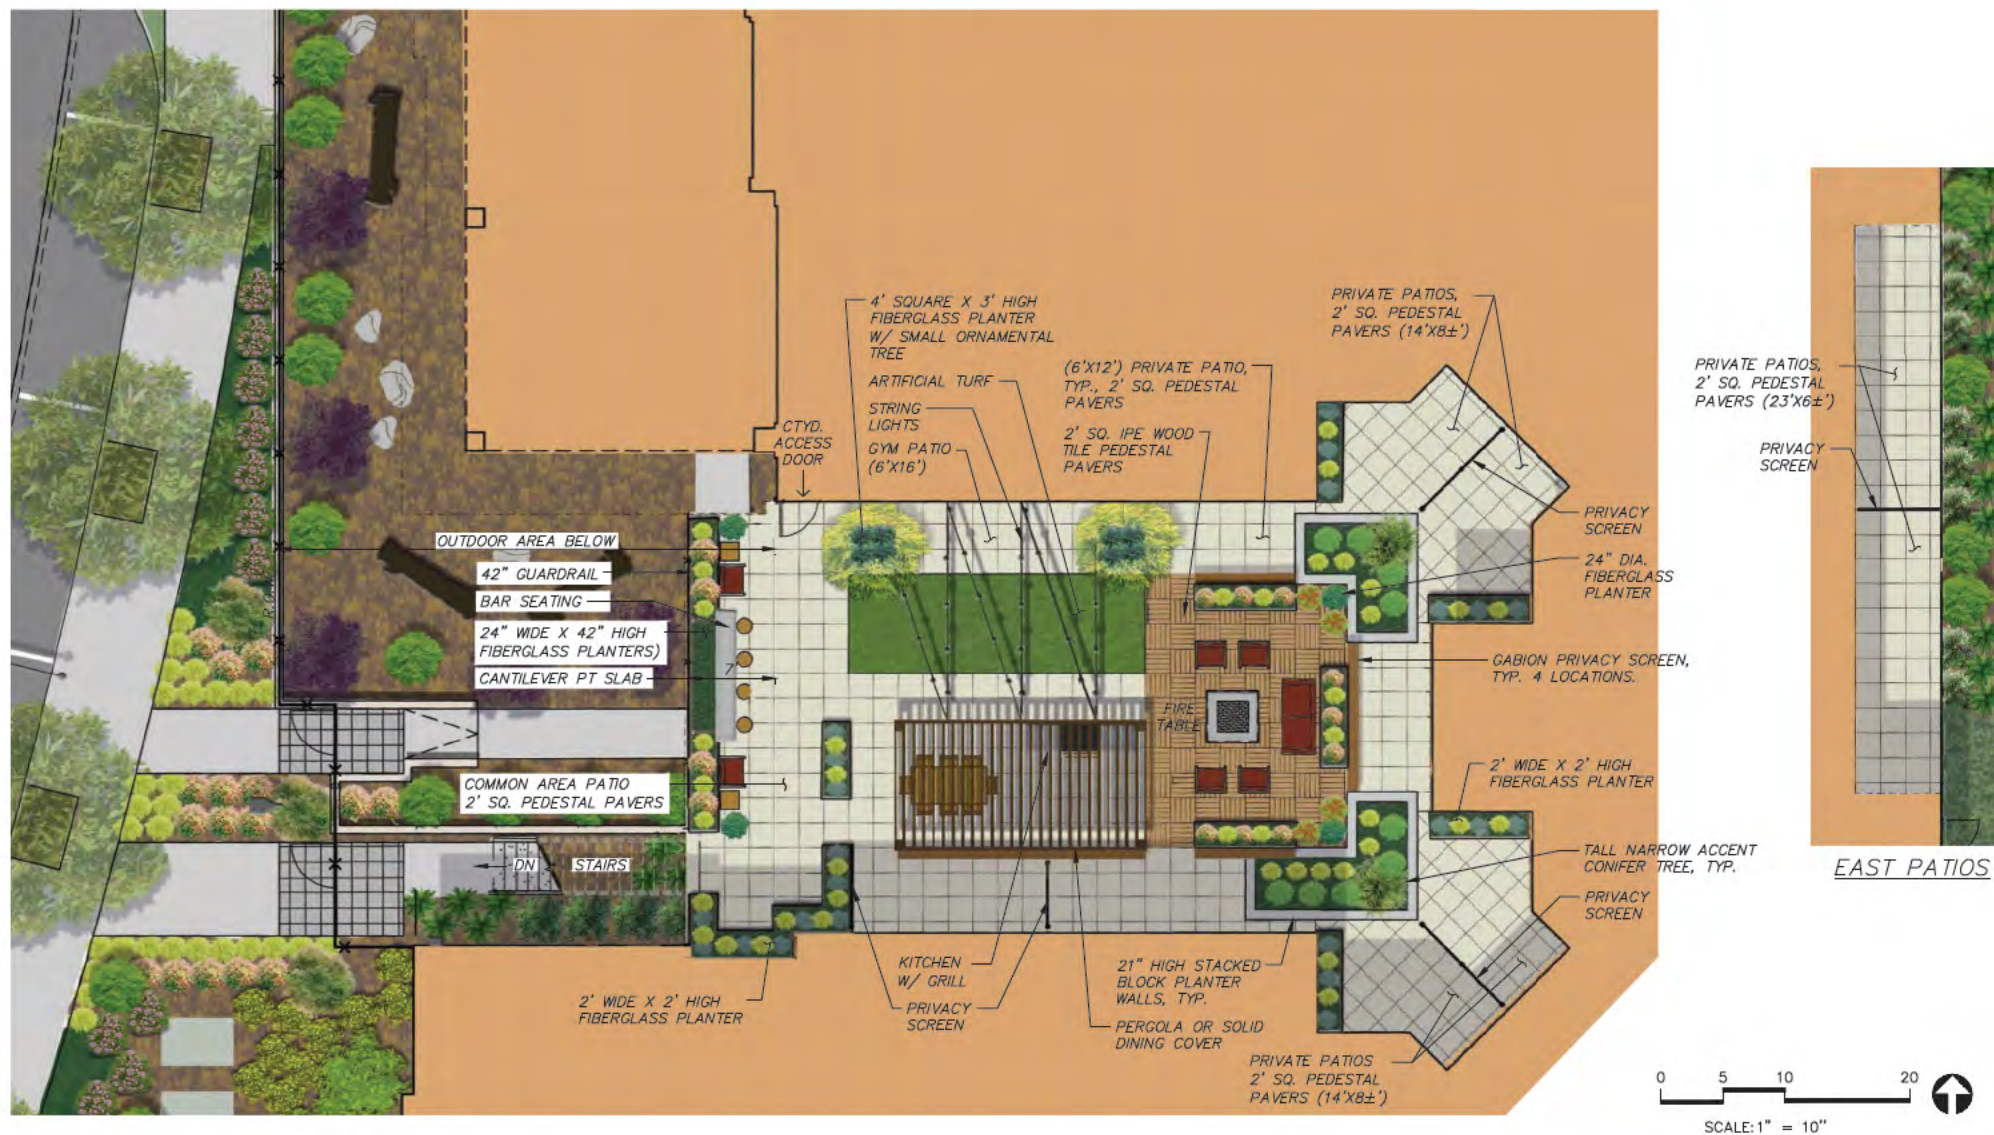 4' SQUARE X 3' HIGH
FIBERGLASS PLANTER
W/ SMALL ORNAMENTAL
TREE
ARTIFICIAL TURF
STRING
LIGHTS
GYM PATIO
(6'X16')
CTYD.
ACCESS
DOOR
(6'X12') PRIVATE PATIO,
TYP., 2' SQ. PEDESTAL
PAVERS
2' SQ. IPE WOOD
TILE PEDESTAL
PAVERS
PRIVATE PATIOS,
2' SQ. PEDESTAL
PAVERS (14'X8±')
PRIVATE PATIOS,
2' SQ. PEDESTAL
PAVERS (23'X6±')
PRIVACY
SCREEN
PRIVACY
SCREEN
24" DIA.
FIBERGLASS
PLANTER
GABION PRIVACY SCREEN,
TYP. 4 LOCATIONS.
2' WIDE X 2' HIGH
FIBERGLASS PLANTER
TALL NARROW ACCENT
CONIFER TREE, TYP.
PRIVACY
SCREEN
EAST PATIOS
OUTDOOR AREA BELOW
42" GUARDRAIL
BAR SEATING
24" WIDE X 42" HIGH
FIBERGLASS PLANTERS)
CANTILEVER PT SLAB
7'
FIRE
TABLE
COMMON AREA PATIO
2' SQ. PEDESTAL PAVERS
DN
STAIRS
2' WIDE X 2' HIGH
FIBERGLASS PLANTER
KITCHEN
W/ GRILL
PRIVACY
SCREEN
21" HIGH STACKED
BLOCK PLANTER
WALLS, TYP.
PERGOLA OR SOLID
DINING COVER
PRIVATE PATIOS
2' SQ. PEDESTAL
PAVERS (14'X8±')
0 5 10 20
SCALE: 1" = 10"